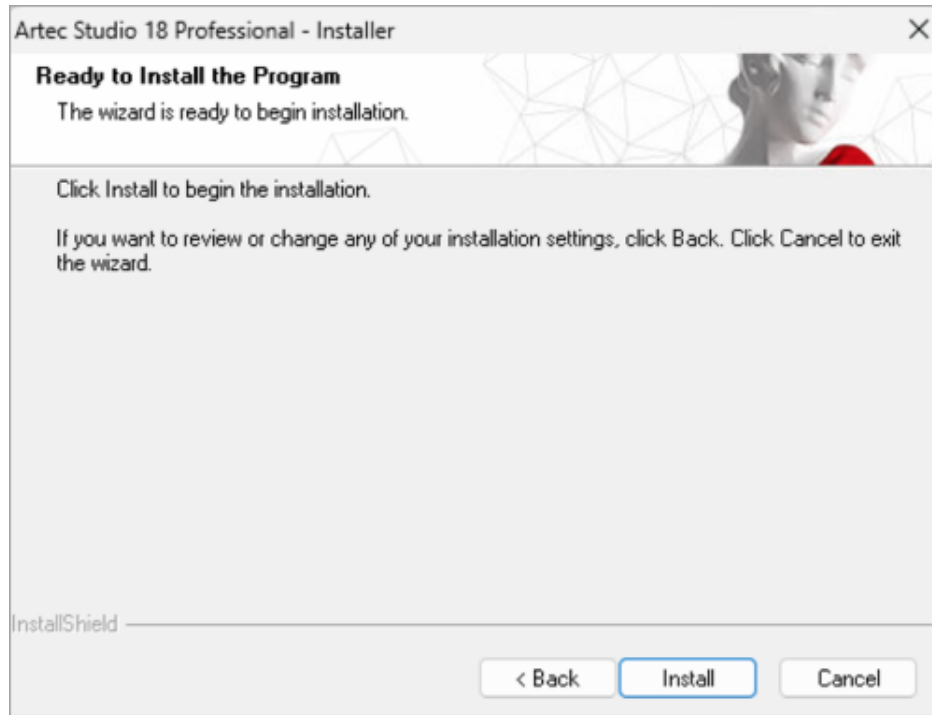 Artec Studio 18 Professional - Installer
Ready to Install the Program
The wizard is ready to begin installation.
Click Install to begin the installation.
If you want to review or change any of your installation settings, click Back. Click Cancel to exit
the wizard.
InstallShield
< Back
Install
Cancel